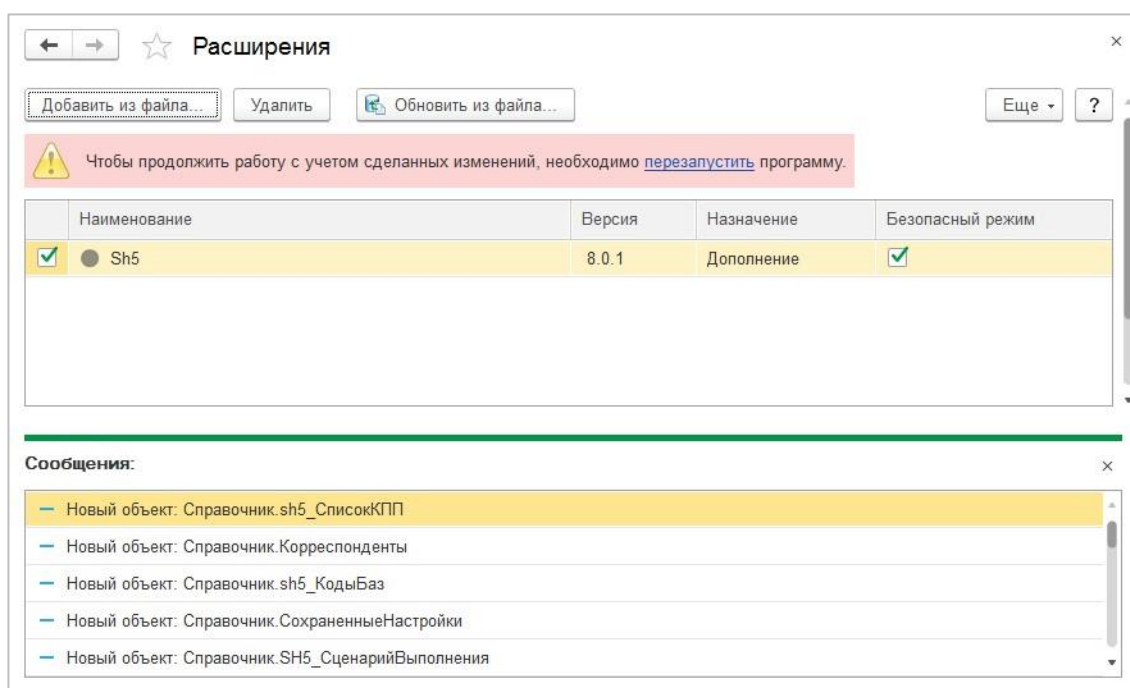 Расширения
Добавить из файла... Удалить Обновить из файла... Еще ?
Чтобы продолжить работу с учетом сделанных изменений, необходимо перезапустить программу.
Наименование Версия Назначение Безопасный режим
Sh5 8.0.1 Дополнение
Сообщения:
Новый объект: Справочник.sh5_СписокКПП
Новый объект: Справочник.Корреспонденты
Новый объект: Справочник.sh5_КодыБаз
Новый объект: Справочник.СохраненныеНастройки
Новый объект: Справочник.SH5_СценарийВыполнения